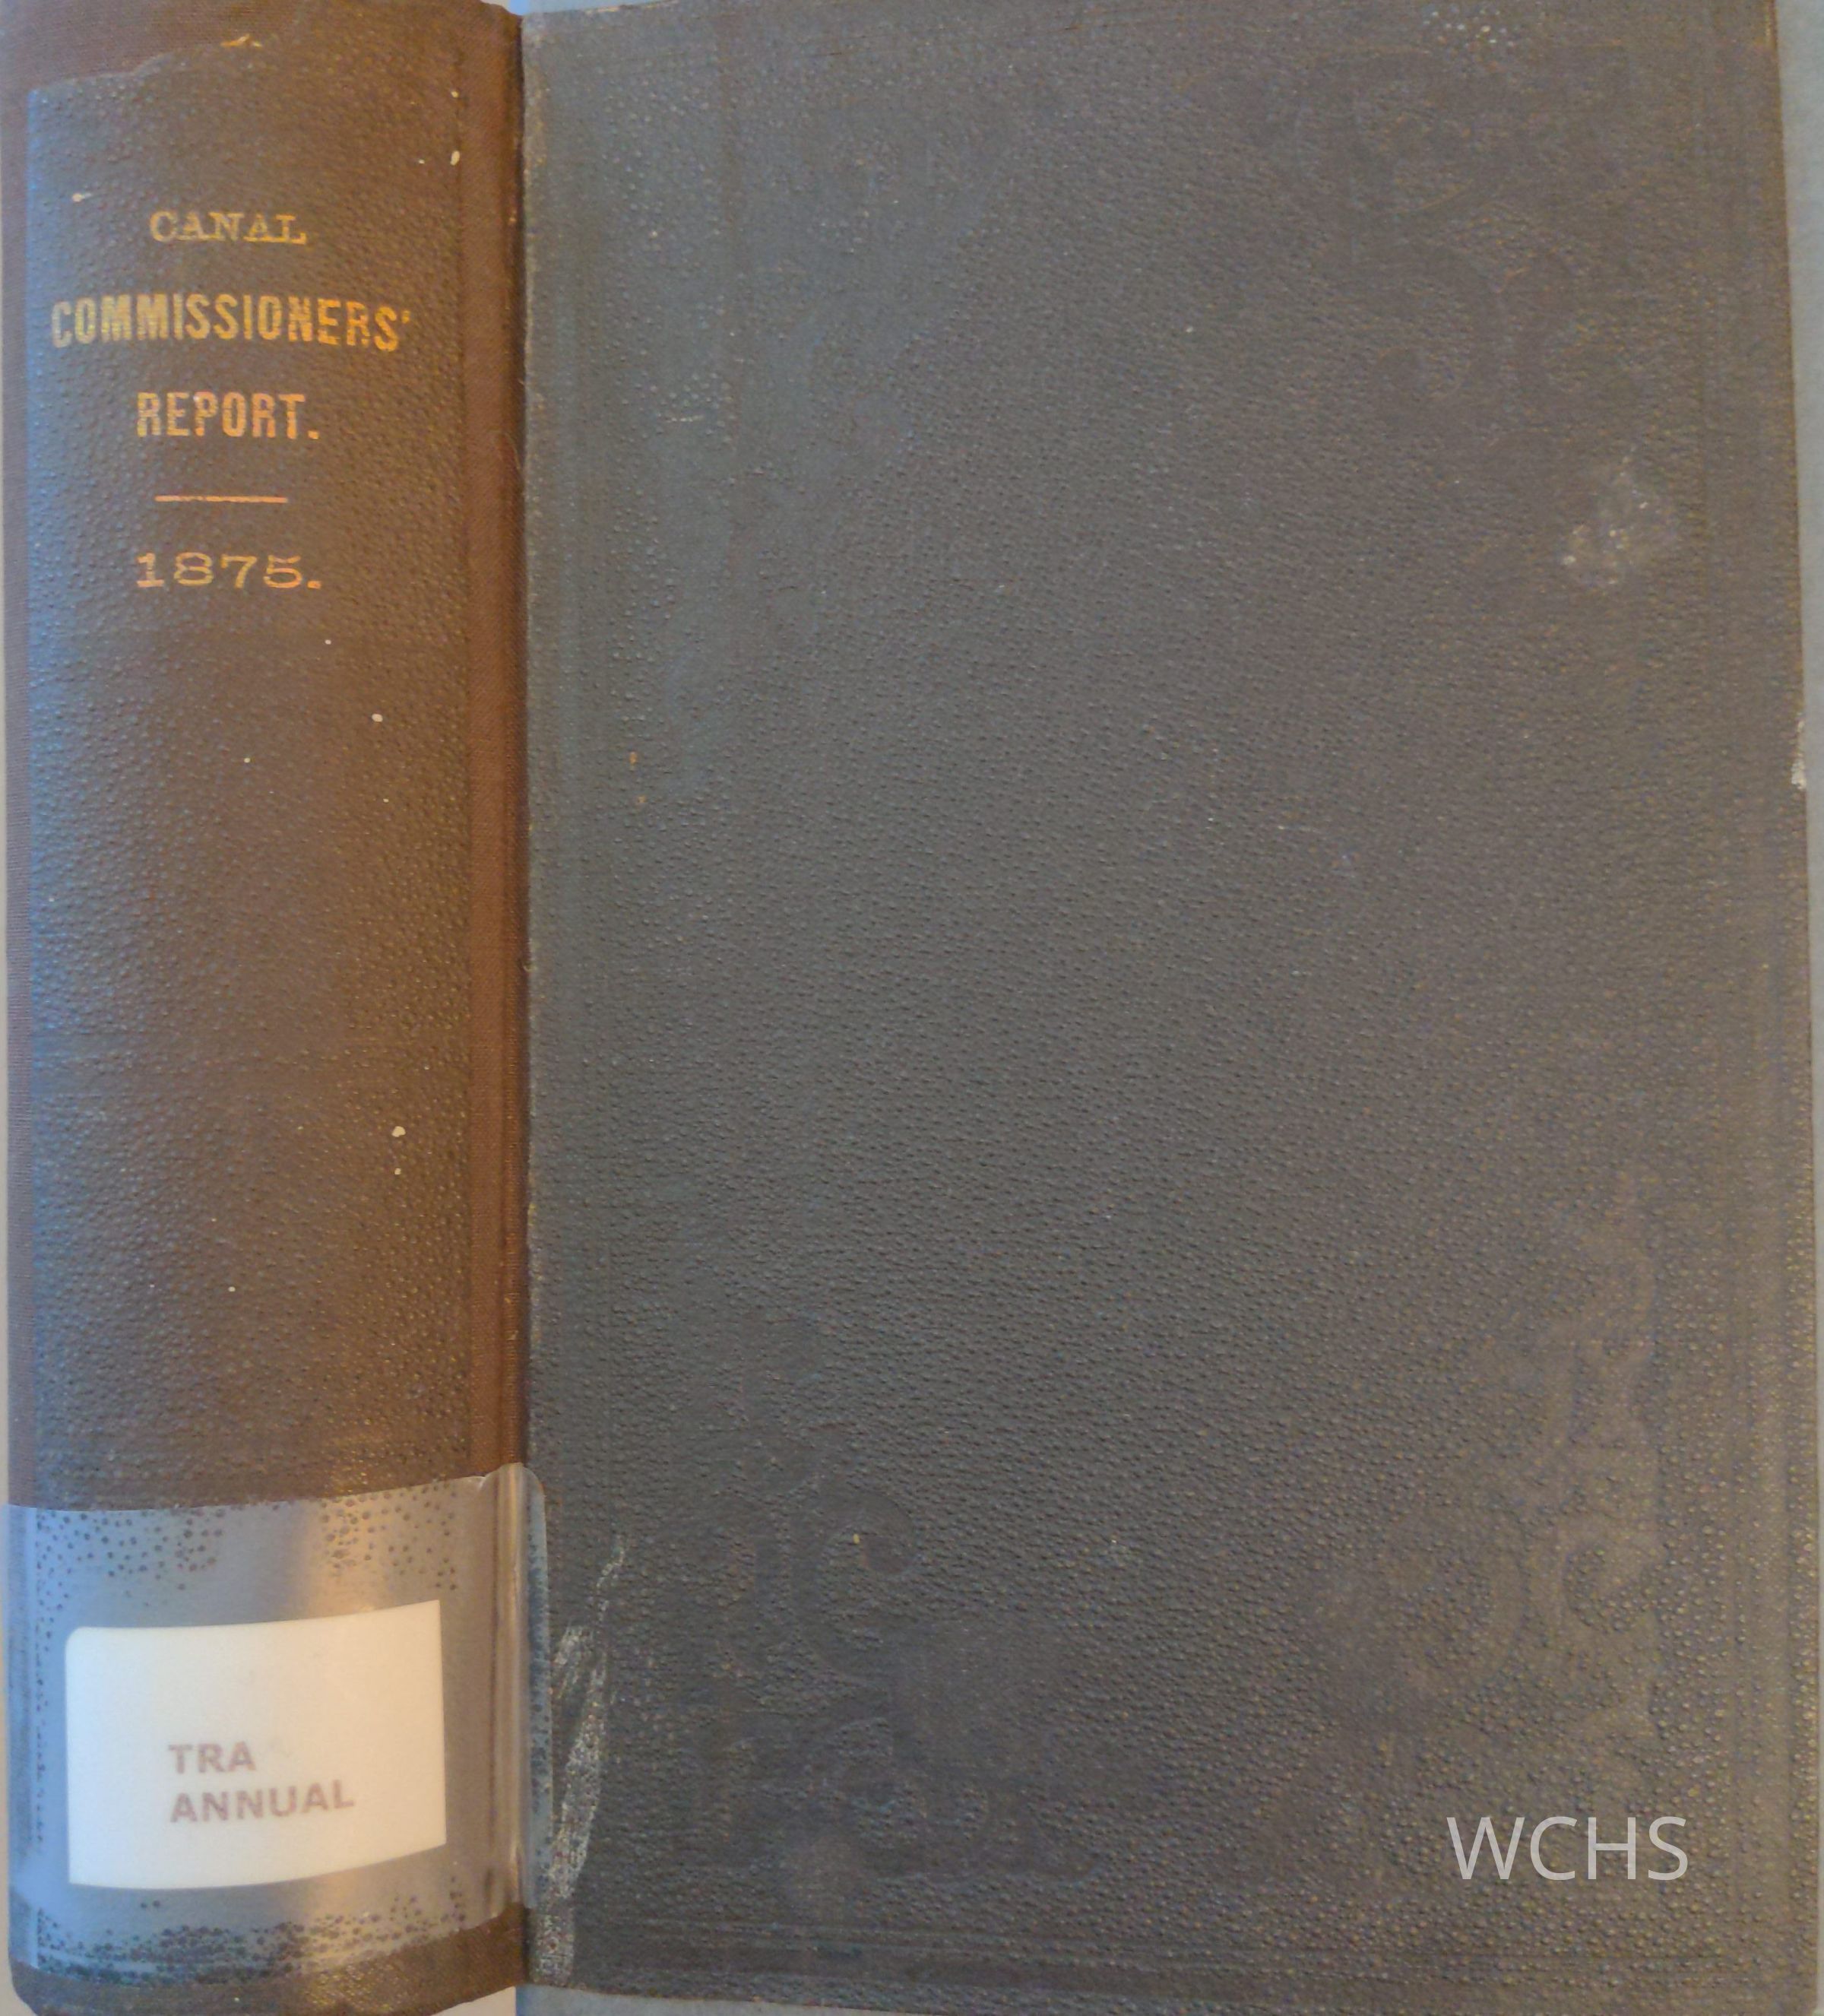 CANAL
COMMISSIONERS'
REPORT.
1875.
TRA
ANNUAL
WCHS